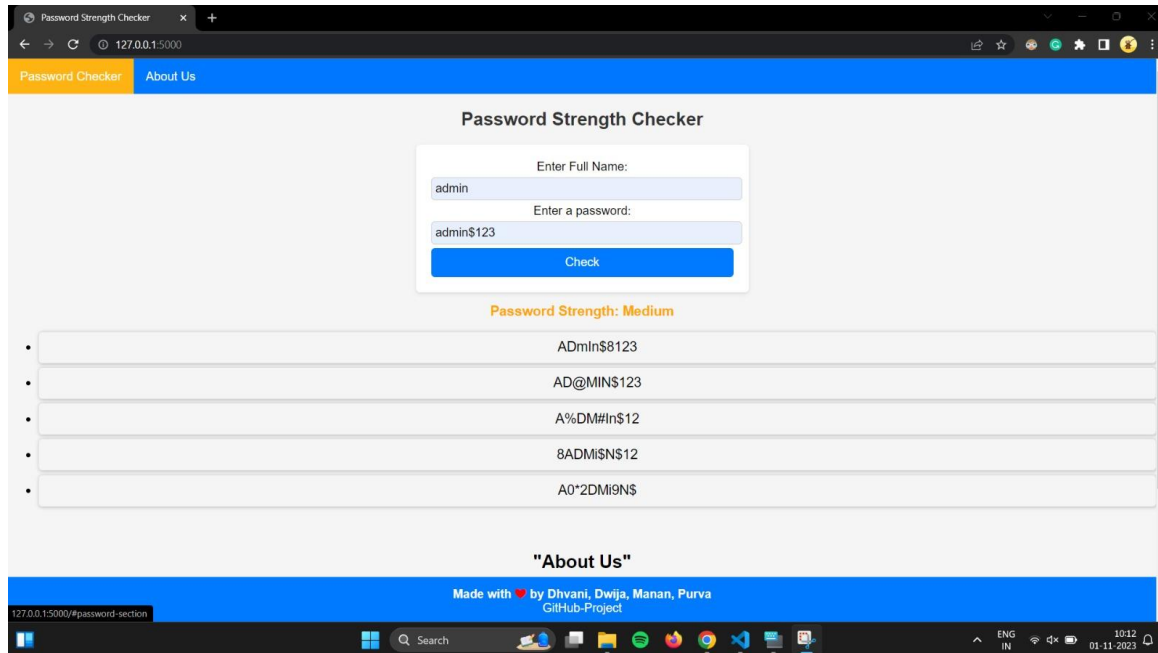 Password Strength Checker
127.0.0.1:5000
Password Checker
About Us
Password Strength Checker
Enter Full Name:
admin
Enter a password:
admin$123
Check
Password Strength: Medium
ADmIn$8123
AD@MIN$123
A%DM#In$12
8ADMi$N$12
A0*2DMi9N$
"About Us"
Made with ❤ by Dhvani, Dwija, Manan, Purva
GitHub-Project
127.0.0.1:5000/#password-section
Search
ENG
IN
10:12
01-11-2023